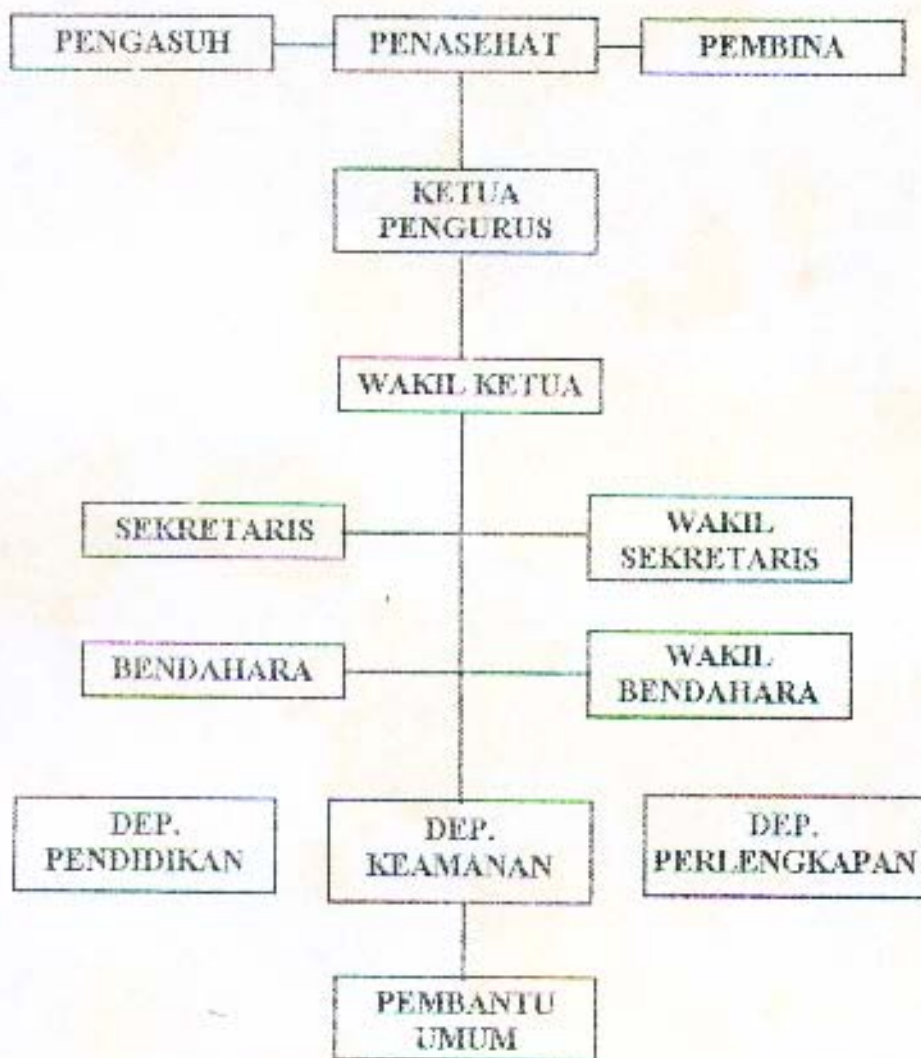 PENGASUH
PENASEHAT
PEMBINA
KETUA
PENGURUS
WAKIL KETUA
SEKRETARIS
WAKIL
SEKRETARIS
BENDAHARA
WAKIL
BENDAHARA
DEP.
PENDIDIKAN
DEP.
KEAMANAN
DEP.
PERLENGKAPAN
PEMBANTU
UMUM